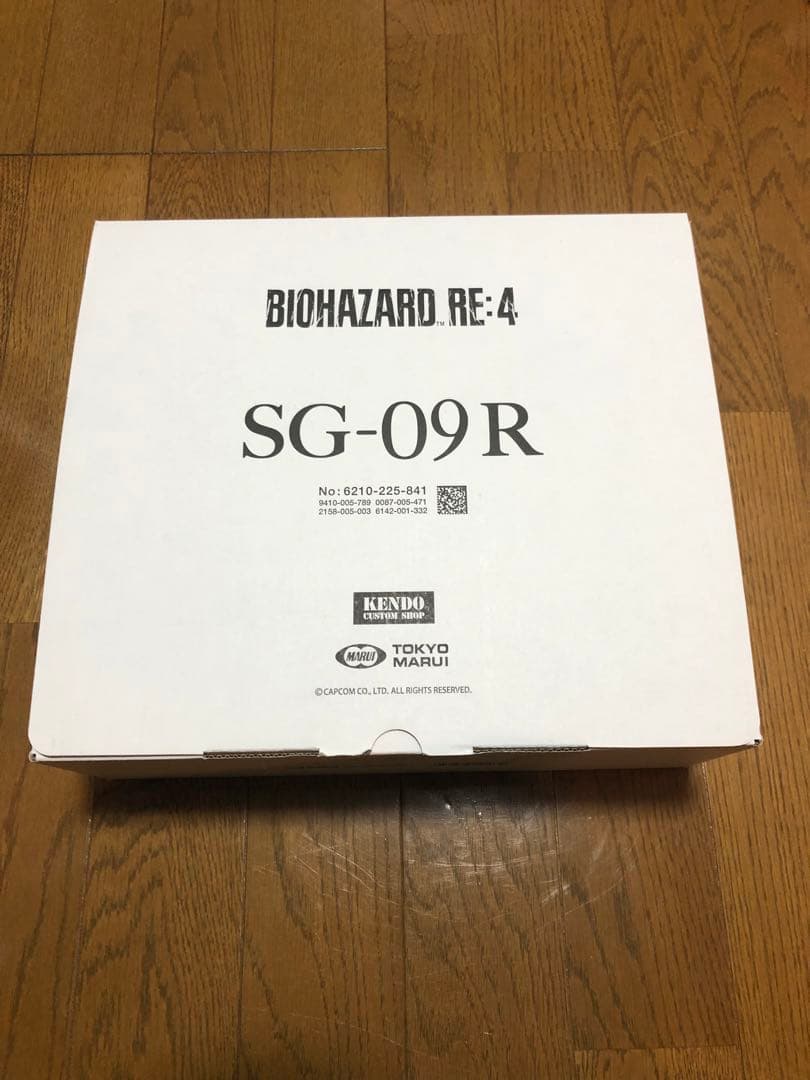 BIOHAZARD™ RE:4
SG-09 R
No: 6210-225-841
9410-005-789 0087-005-471
2158-005-003 6142-001-332
KENDO
CUSTOM SHOP
MARUI
TOKYO
MARUI
©CAPCOM CO., LTD. ALL RIGHTS RESERVED.